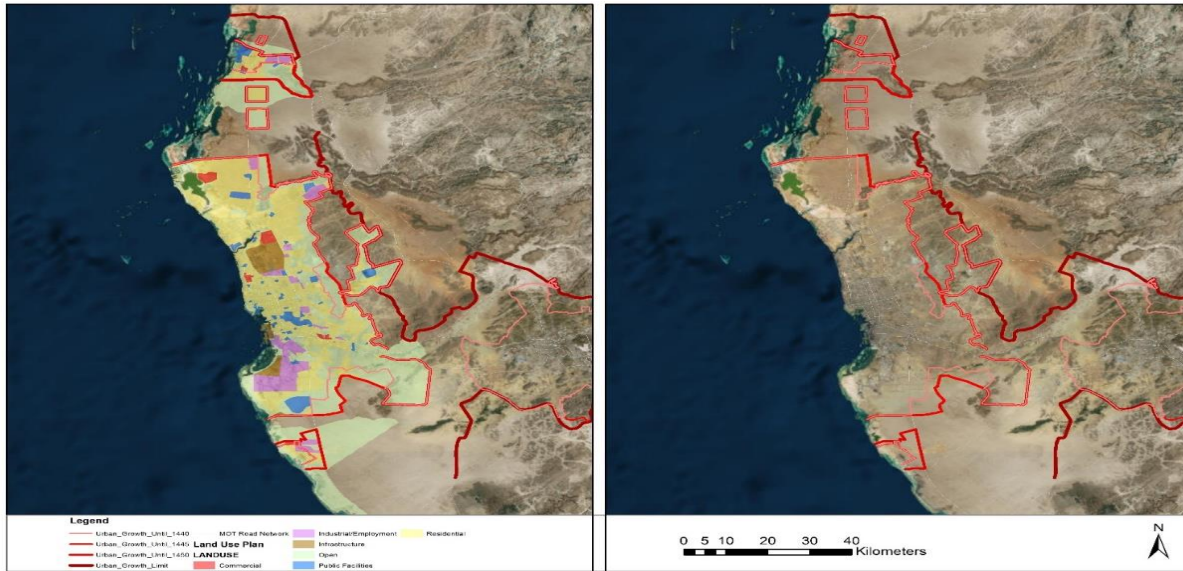 Legend
Urban_Growth_Until_1440 MOT Road Network Industrial/Employment Residential
Urban_Growth_Until_1445 Land Use Plan Infrastructure
Urban_Growth_Until_1450 LANDUSE Open
Urban_Growth_Limit Commercial Public Facilities
0 5 10 20 30 40 Kilometers
N